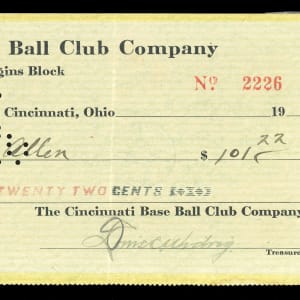 Ball Club Company
gins Block
No. 2226
Cincinnati, Ohio 19
Allen $ 101 22
TWENTY TWO CENTS
The Cincinnati Base Ball Club Company
Treasure